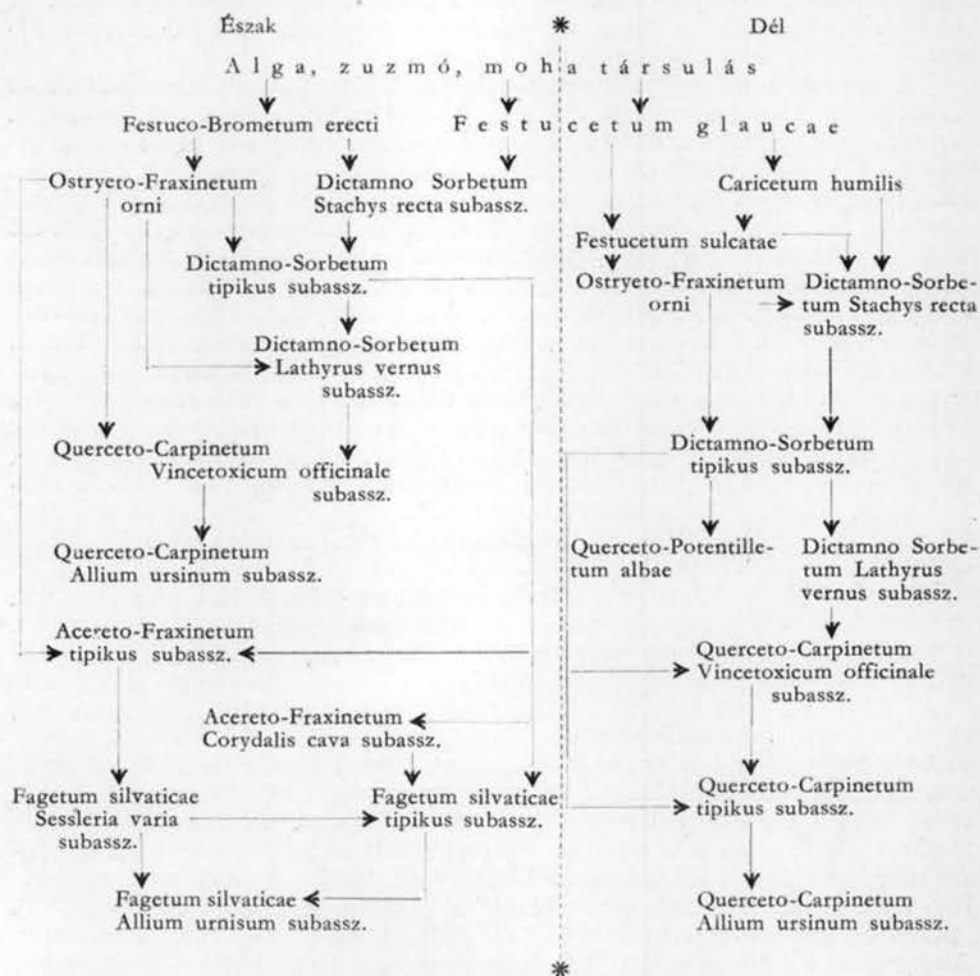 Észak
Dél
Alga, zuzmó, moha társulás
Festuco-Brometum erecti
Festucetum glaucae
Ostryeto-Fraxinetum
orni
Dictamno Sorbetum
Stachys recta subassz.
Caricetum humilis
Festucetum sulcatae
Dictamno-Sorbetum
tipikus subassz.
Ostryeto-Fraxinetum
orni
Dictamno-Sorbe-
tum Stachys recta
subassz.
Dictamno-Sorbetum
Lathyrus vernus
subassz.
Querceto-Carpinetum
Vincetoxicum officinale
subassz.
Dictamno-Sorbetum
tipikus subassz.
Querceto-Carpinetum
Allium ursinum subassz.
Querceto-Potentille-
tum albae
Dictamno Sorbe-
tum Lathyrus
vernus subassz.
Acereto-Fraxinetum
tipikus subassz.
Querceto-Carpinetum
Vincetoxicum officinale
subassz.
Acereto-Fraxinetum
Corydalis cava subassz.
Fagetum silvaticae
Sessleria varia
subassz.
Fagetum silvaticae
tipikus subassz.
Querceto-Carpinetum
tipikus subassz.
Fagetum silvaticae
Allium urnisum subassz.
Querceto-Carpinetum
Allium ursinum subassz.